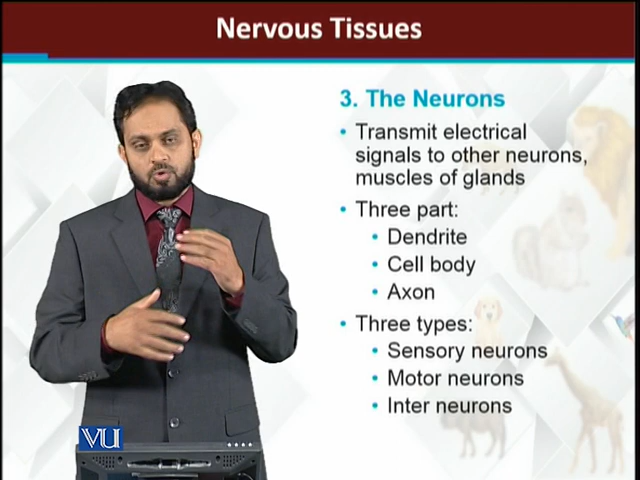 Nervous Tissues
3. The Neurons
• Transmit electrical
signals to other neurons,
muscles of glands
• Three part:
• Dendrite
• Cell body
• Axon
• Three types:
• Sensory neurons
• Motor neurons
• Inter neurons
VU